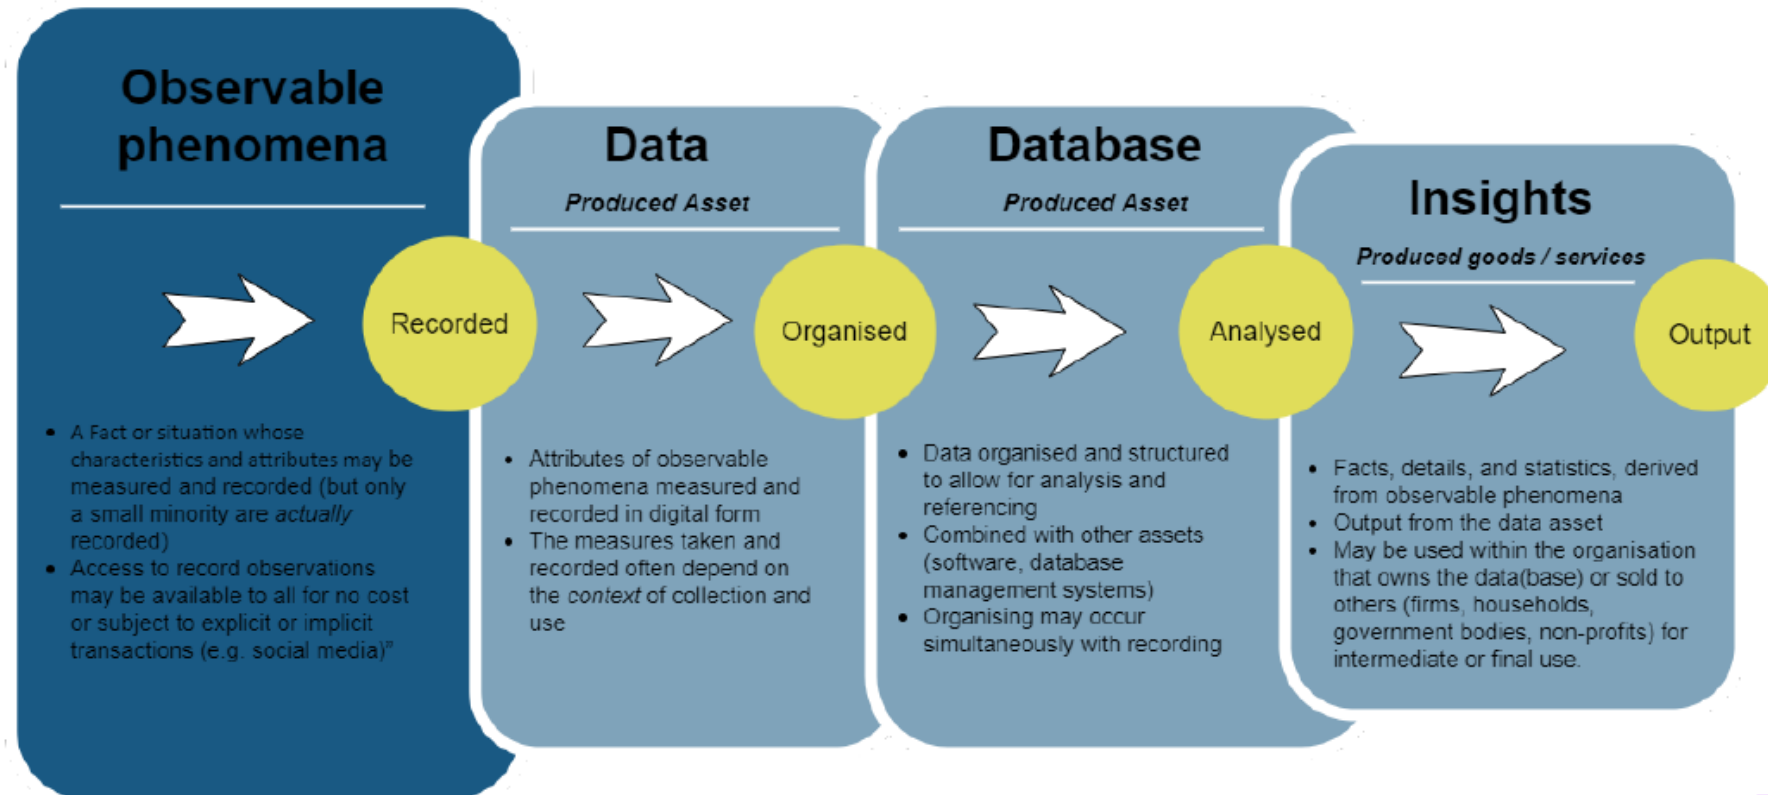 Observable
phenomena
Recorded
A Fact or situation whose
characteristics and attributes may be
measured and recorded (but only
a small minority are actually
recorded)
Access to record observations
may be available to all for no cost
or subject to explicit or implicit
transactions (e.g. social media)”
Data
Produced Asset
Organised
Attributes of observable
phenomena measured and
recorded in digital form
The measures taken and
recorded often depend on
the context of collection and
use
Database
Produced Asset
Analysed
Data organised and structured
to allow for analysis and
referencing
Combined with other assets
(software, database
management systems)
Organising may occur
simultaneously with recording
Insights
Produced goods / services
Output
Facts, details, and statistics, derived
from observable phenomena
Output from the data asset
May be used within the organisation
that owns the data(base) or sold to
others (firms, households,
government bodies, non-profits) for
intermediate or final use.